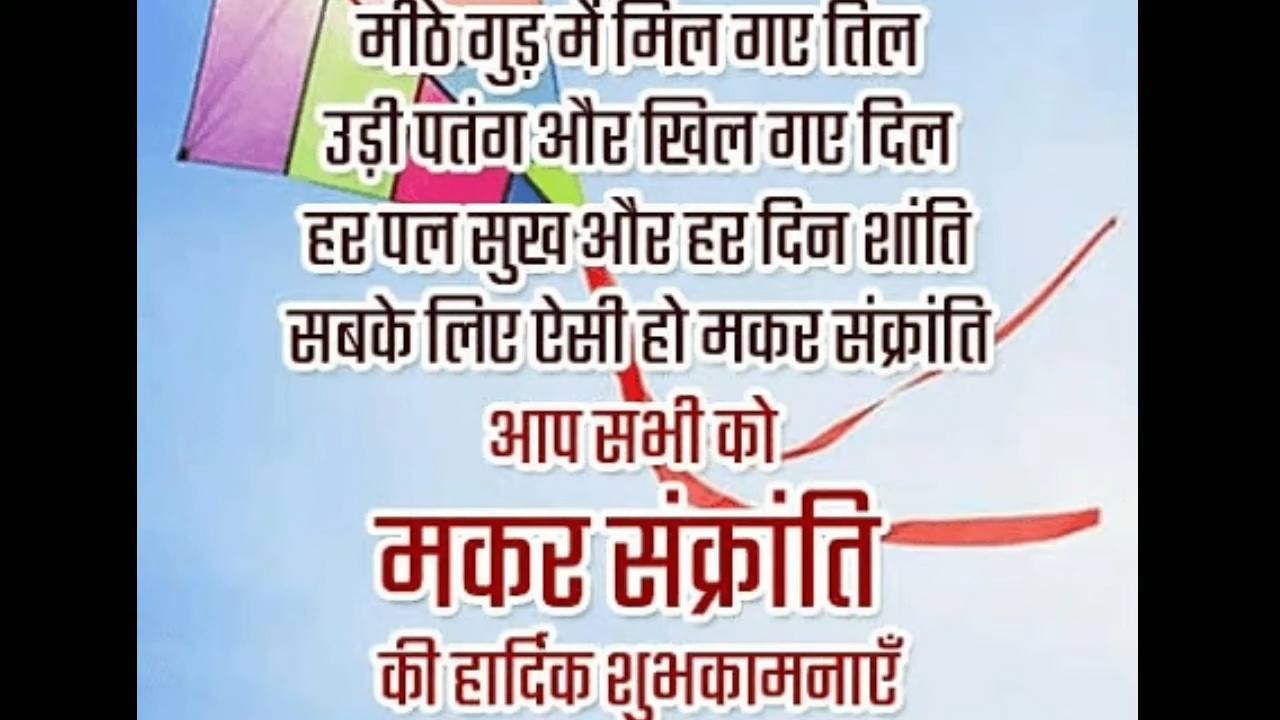 मीठे गुड़ में मिल गए तिल
उड़ी पतंग और खिल गए दिल
हर पल सुख और हर दिन शांति
सबके लिए ऐसी हो मकर संक्रांति
आप सभी को
मकर संक्रांति
की हार्दिक शुभकामनाएँ